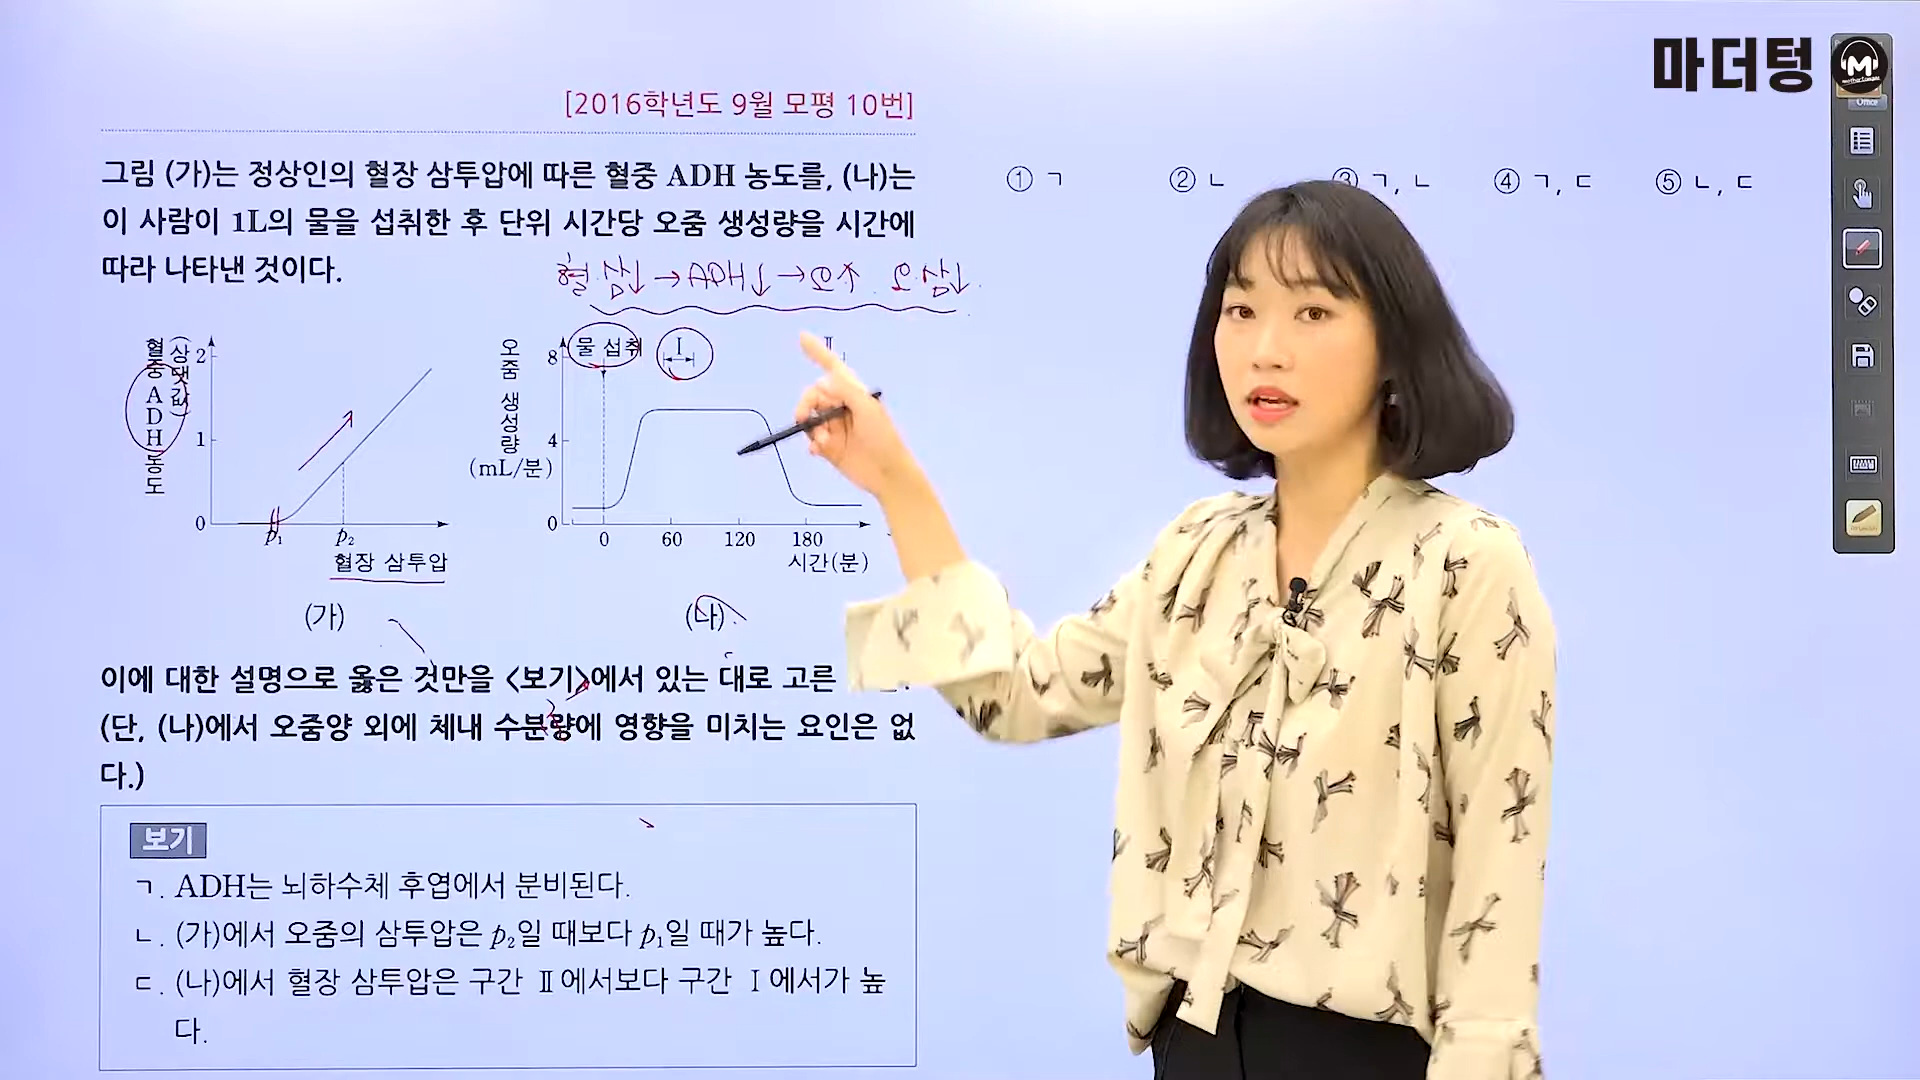 마더텅
[2016학년도 9월 모평 10번]
그림 (가)는 정상인의 혈장 삼투압에 따른 혈중 ADH 농도를, (나)는
이 사람이 1L의 물을 섭취한 후 단위 시간당 오줌 생성량을 시간에
따라 나타낸 것이다.
혈.삼↓ → ADH↓ → 오↑ 오.삼↓
① ㄱ ② ㄴ ③ ㄱ, ㄴ ④ ㄱ, ㄷ ⑤ ㄴ, ㄷ
혈중 ADH 농도
(상댓값)
2
1
0
p₁ p₂
혈장 삼투압
(가)
오줌 생성량
(mL/분)
물 섭취 Ⅰ Ⅱ
8
4
0
0 60 120 180
시간(분)
(나)
이에 대한 설명으로 옳은 것만을 <보기>에서 있는 대로 고른
(단, (나)에서 오줌양 외에 체내 수분량에 영향을 미치는 요인은 없
다.)
보기
ㄱ. ADH는 뇌하수체 후엽에서 분비된다.
ㄴ. (가)에서 오줌의 삼투압은 p₂일 때보다 p₁일 때가 높다.
ㄷ. (나)에서 혈장 삼투압은 구간 Ⅱ에서보다 구간 Ⅰ에서가 높
다.